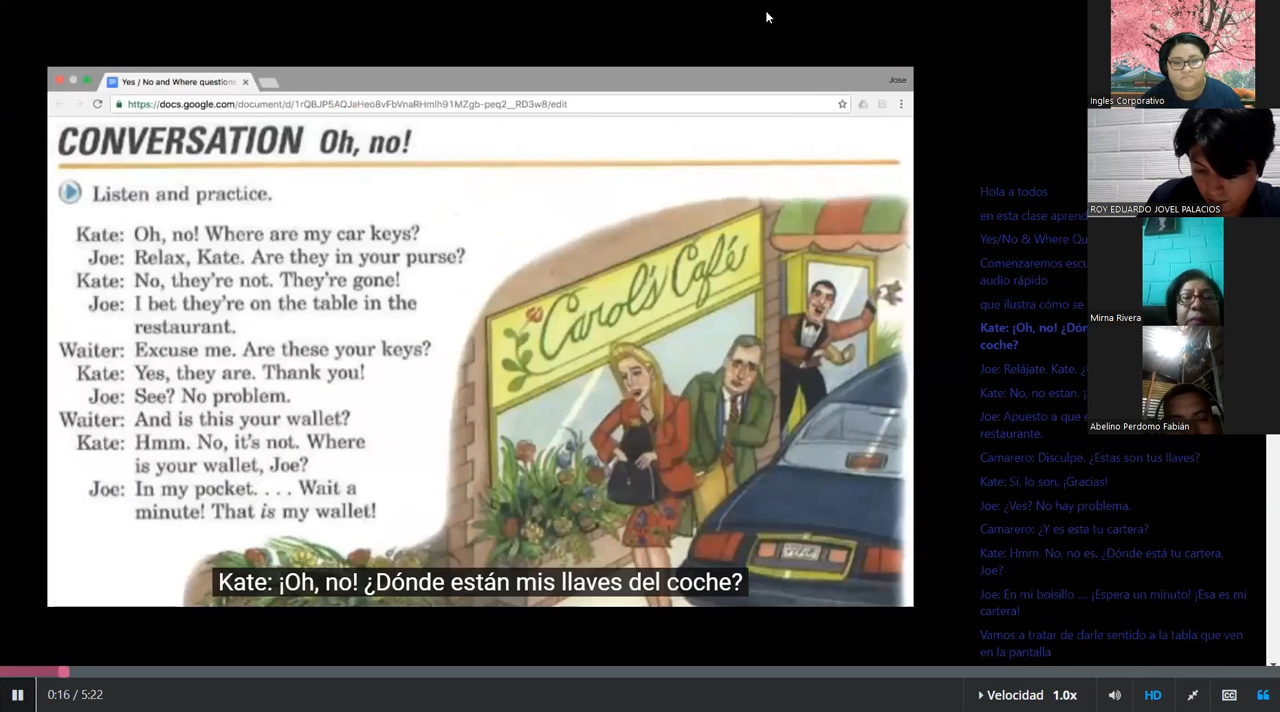 Yes / No and Where questions
Jose
https://docs.google.com/document/d/1rQBJP5AQJaHeo8vFbVnaRHmIh91MZgb-peq2__RD3w8/edit
CONVERSATION Oh, no!
Listen and practice.
Kate: Oh, no! Where are my car keys?
Joe: Relax, Kate. Are they in your purse?
Kate: No, they're not. They're gone!
Joe: I bet they're on the table in the
restaurant.
Waiter: Excuse me. Are these your keys?
Kate: Yes, they are. Thank you!
Joe: See? No problem.
Waiter: And is this your wallet?
Kate: Hmm. No, it's not. Where
is your wallet, Joe?
Joe: In my pocket. . . . Wait a
minute! That is my wallet!
Carol's Café
Kate: ¡Oh, no! ¿Dónde están mis llaves del coche?
Hola a todos
en esta clase
Yes/No & Where
Comenzaremos
audio rápido
que ilustra cómo se
Kate: ¡Oh, no!
coche?
Joe: Relájate. Kate.
Kate: No, no estan.
Joe: Apuesto a que
restaurante.
Camarero: Disculpe. ¿Estas son tus llaves?
Kate: Sí, lo son. ¡Gracias!
Joe: ¿Ves? No hay problema.
Camarero: ¿Y es esta tu cartera?
Kate: Hmm. No, no es. ¿Dónde está tu cartera,
Joe?
Joe: En mi bolsillo .... ¡Espera un minuto! ¡Esa es mi
cartera!
Vamos a tratar de darle sentido a la tabla que ven
en la pantalla
Ingles Corporativo
ROY EDUARDO JOVEL PALACIOS
Mirna Rivera
Abelino Perdomo Fabián
0:16 / 5:22
Velocidad 1.0x
HD
CC